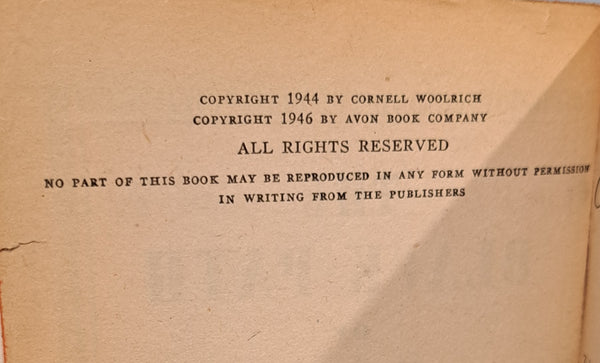 COPYRIGHT 1944 BY CORNELL WOOLRICH
COPYRIGHT 1946 BY AVON BOOK COMPANY
ALL RIGHTS RESERVED
NO PART OF THIS BOOK MAY BE REPRODUCED IN ANY FORM WITHOUT PERMISSION
IN WRITING FROM THE PUBLISHERS